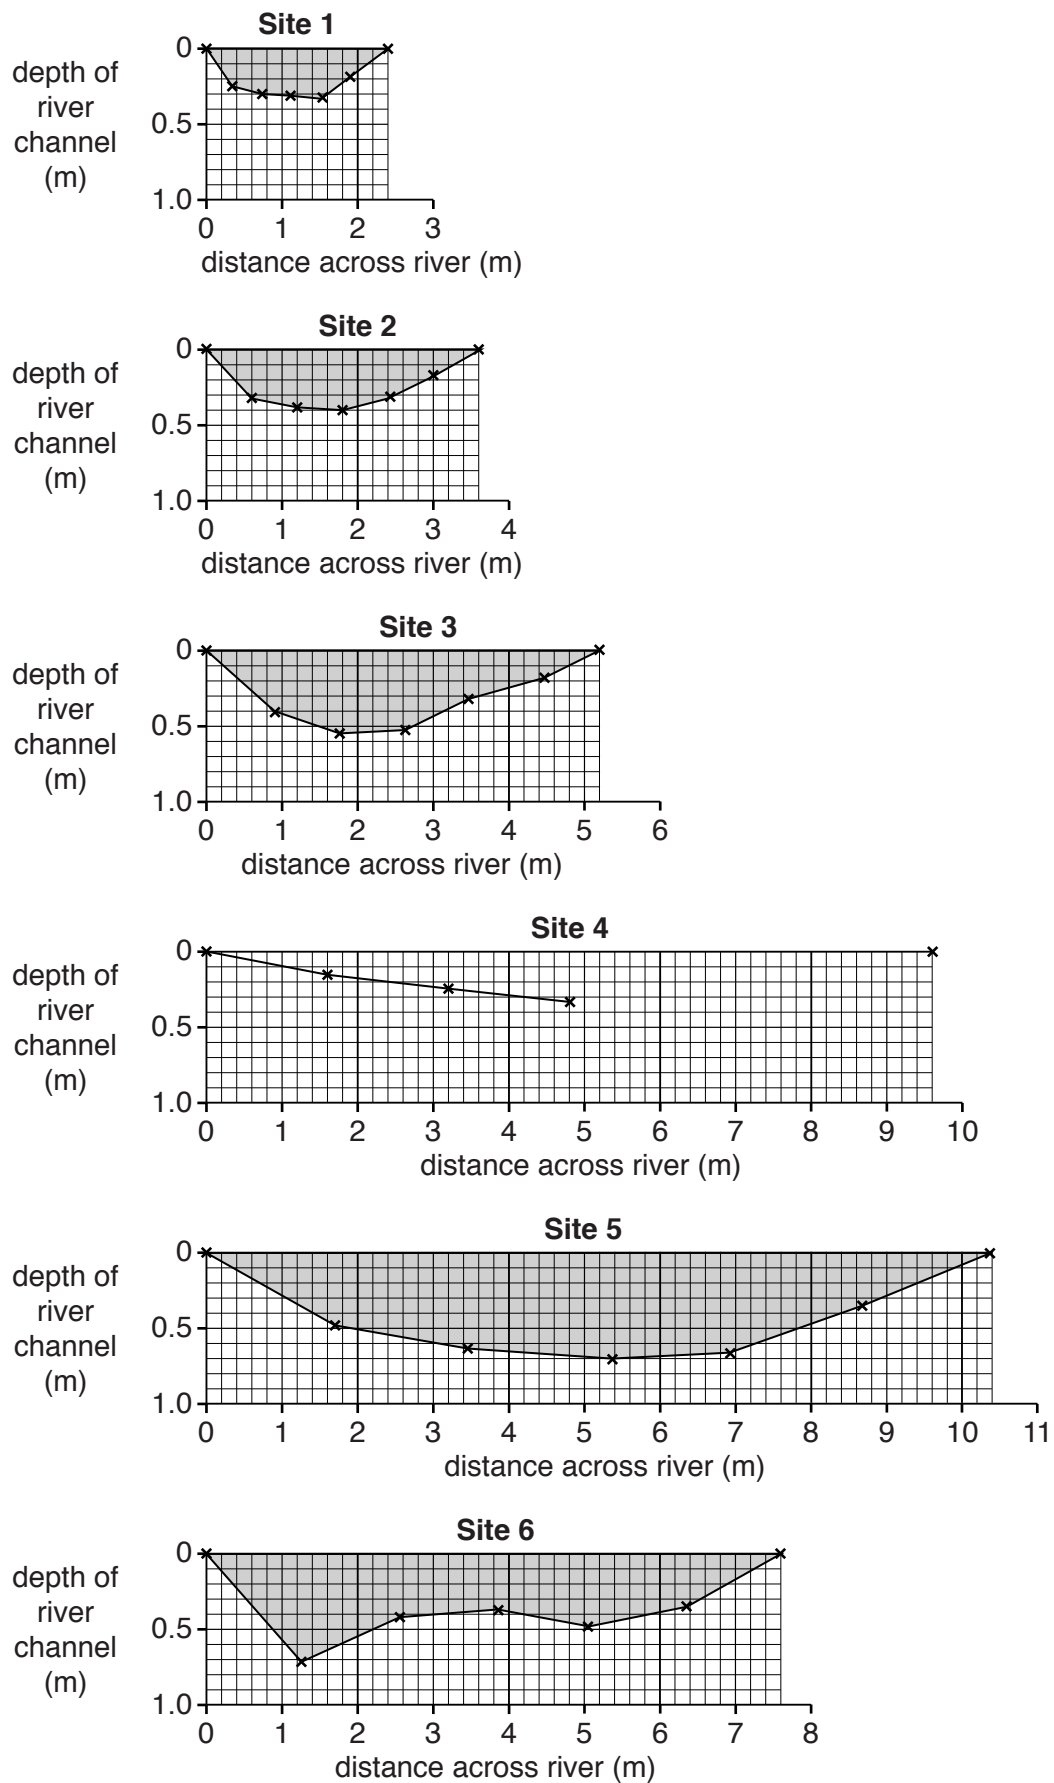 Site 1
0
depth of
river
channel
(m)
0.5
1.0
0 1 2 3
distance across river (m)
Site 2
0
depth of
river
channel
(m)
0.5
1.0
0 1 2 3 4
distance across river (m)
Site 3
0
depth of
river
channel
(m)
0.5
1.0
0 1 2 3 4 5 6
distance across river (m)
Site 4
0
depth of
river
channel
(m)
0.5
1.0
0 1 2 3 4 5 6 7 8 9 10
distance across river (m)
Site 5
0
depth of
river
channel
(m)
0.5
1.0
0 1 2 3 4 5 6 7 8 9 10 11
distance across river (m)
Site 6
0
depth of
river
channel
(m)
0.5
1.0
0 1 2 3 4 5 6 7 8
distance across river (m)